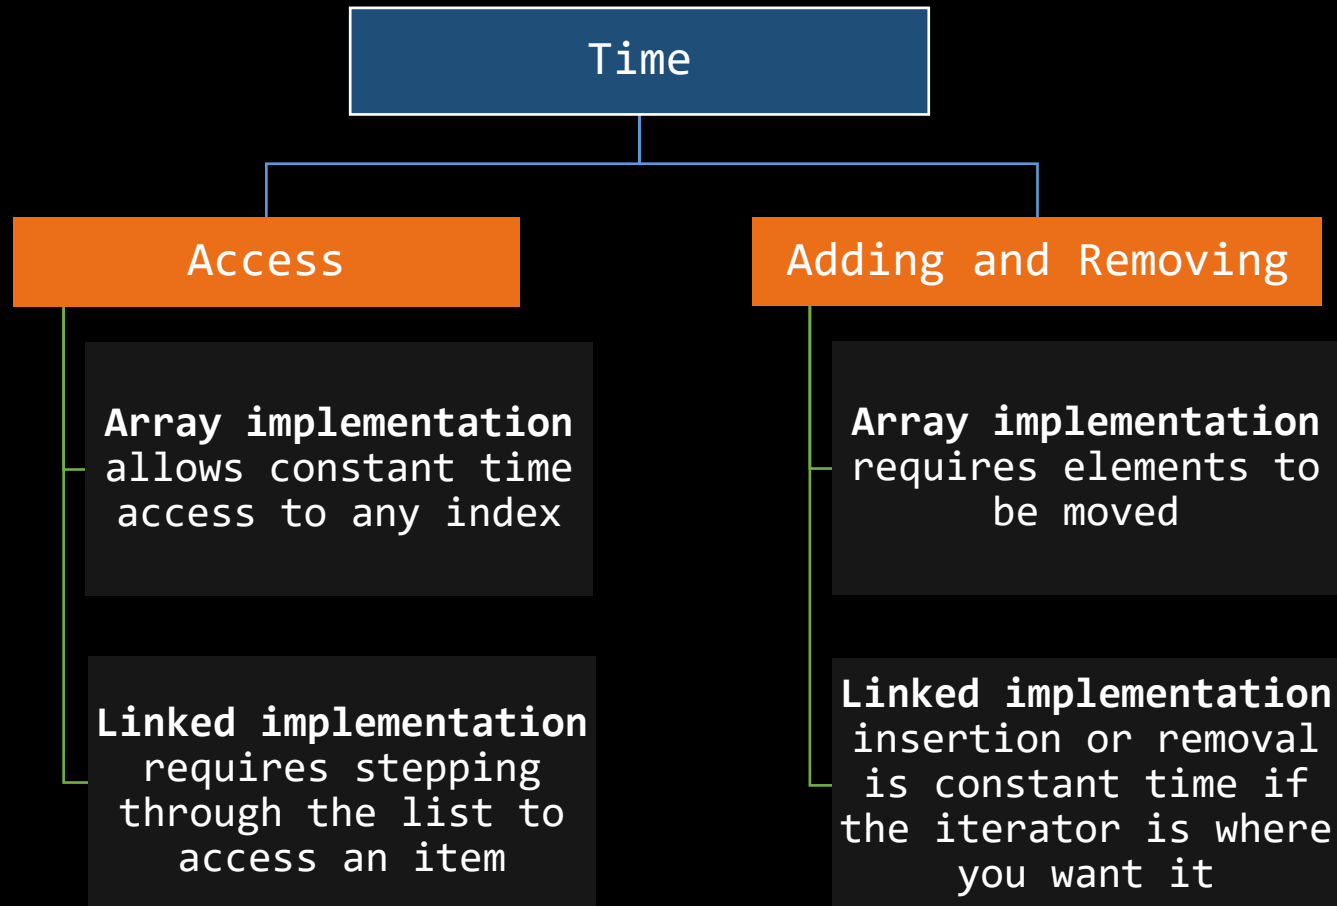 Time
Access
Array implementation
allows constant time
access to any index
Linked implementation
requires stepping
through the list to
access an item
Adding and Removing
Array implementation
requires elements to
be moved
Linked implementation
insertion or removal
is constant time if
the iterator is where
you want it